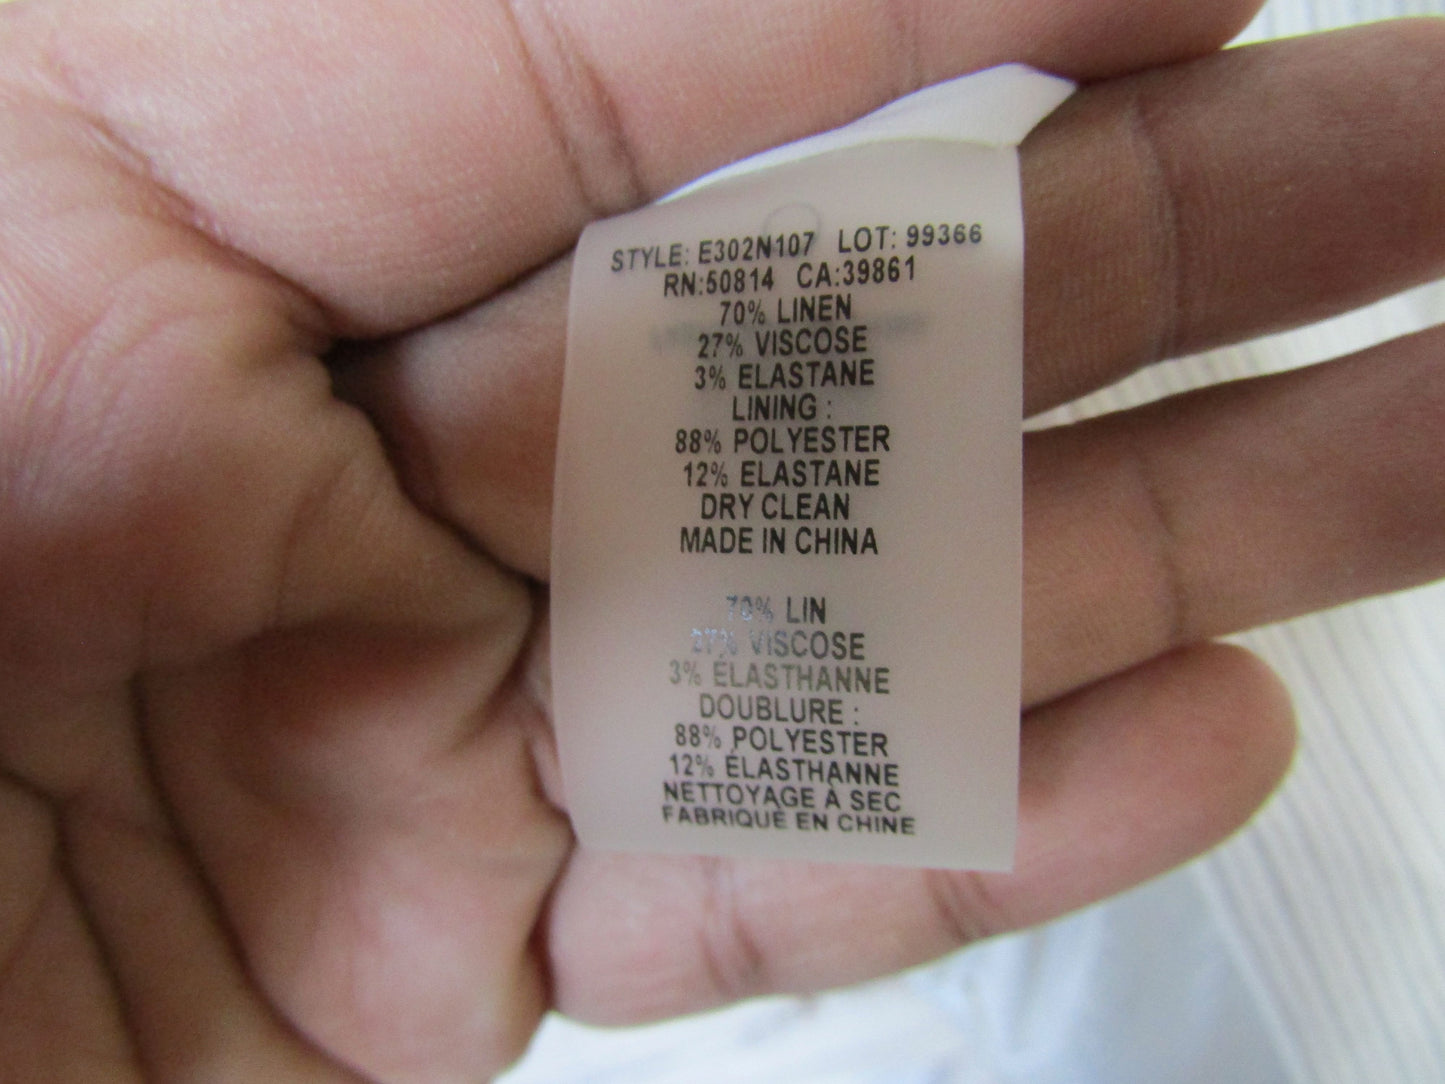 STYLE: E302N107 LOT: 99366
RN:50814 CA:39861
70% LINEN
27% VISCOSE
3% ELASTANE
LINING :
88% POLYESTER
12% ELASTANE
DRY CLEAN
MADE IN CHINA
70% LIN
27% VISCOSE
3% ÉLASTHANNE
DOUBLURE :
88% POLYESTER
12% ÉLASTHANNE
NETTOYAGE À SEC
FABRIQUÉ EN CHINE